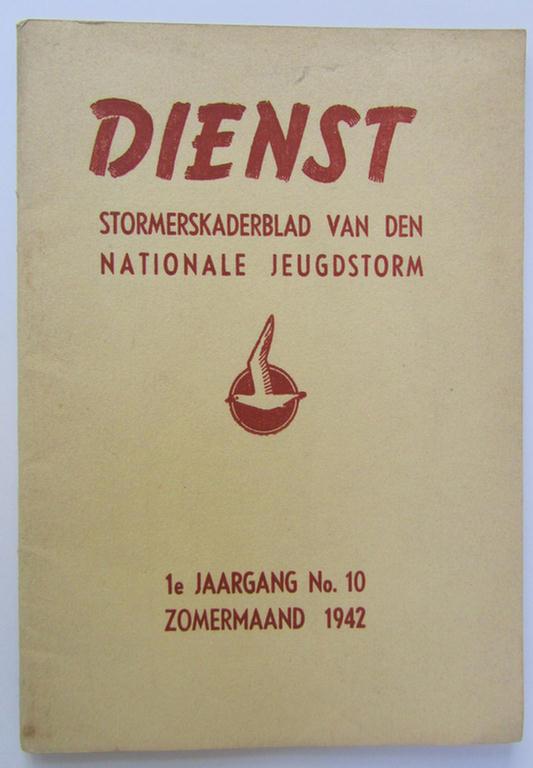 DIENST
STORMERSKADERBLAD VAN DEN
NATIONALE JEUGDSTORM
1e JAARGANG No. 10
ZOMERMAAND 1942